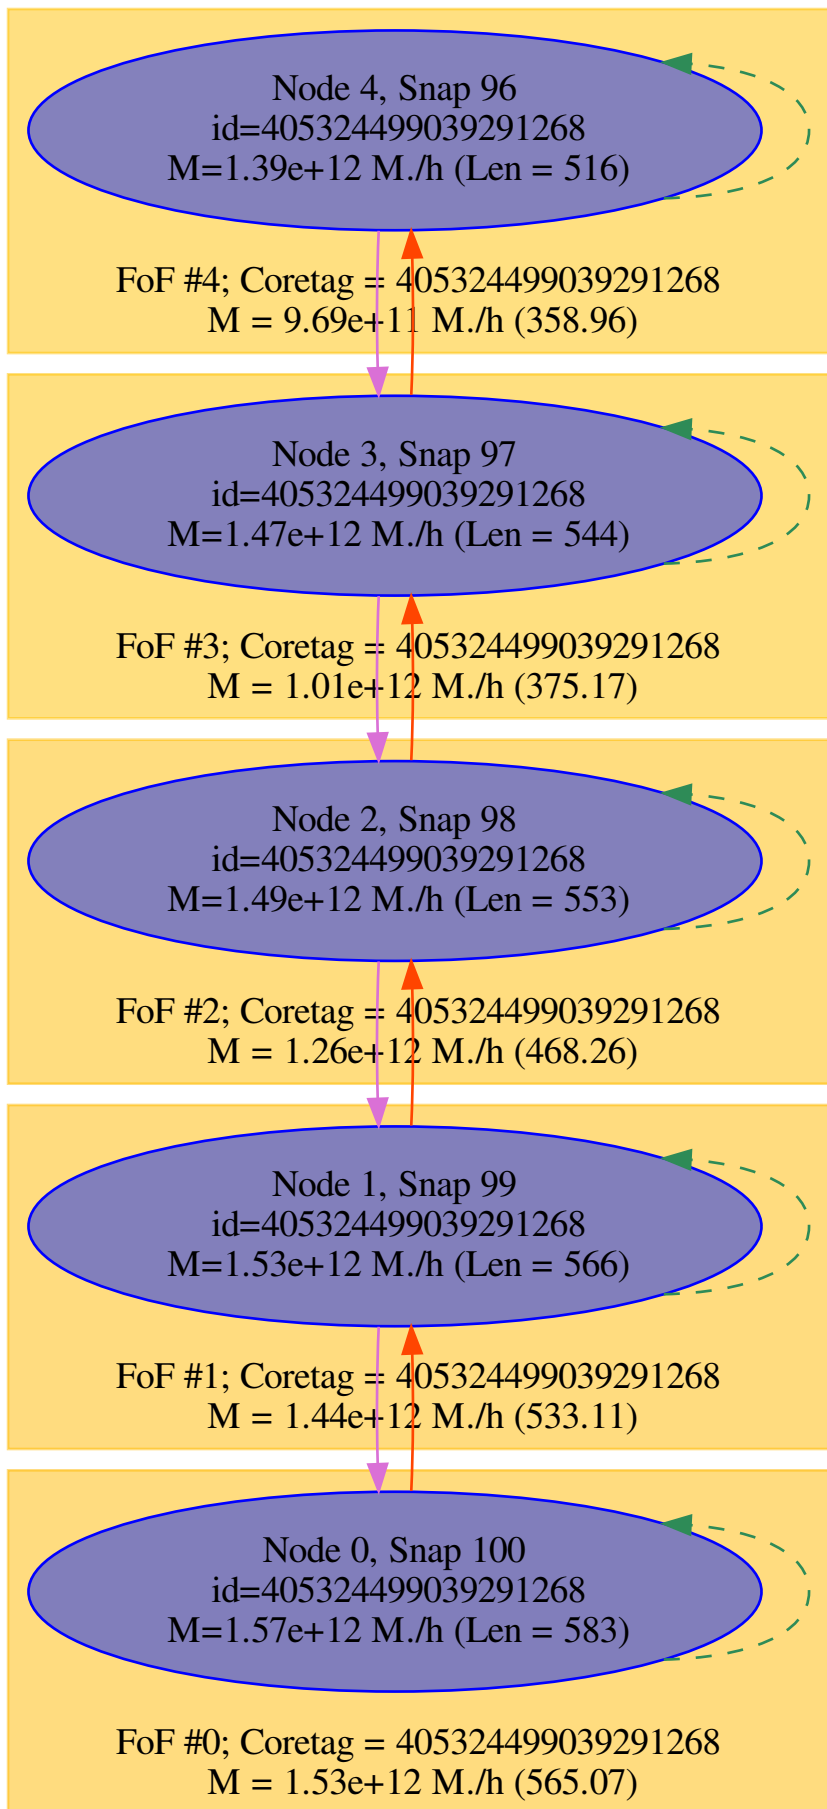 Node 4, Snap 96
id=405324499039291268
M=1.39e+12 M./h (Len = 516)
FoF #4; Coretag = 405324499039291268
M = 9.69e+11 M./h (358.96)
Node 3, Snap 97
id=405324499039291268
M=1.47e+12 M./h (Len = 544)
FoF #3; Coretag = 405324499039291268
M = 1.01e+12 M./h (375.17)
Node 2, Snap 98
id=405324499039291268
M=1.49e+12 M./h (Len = 553)
FoF #2; Coretag = 405324499039291268
M = 1.26e+12 M./h (468.26)
Node 1, Snap 99
id=405324499039291268
M=1.53e+12 M./h (Len = 566)
FoF #1; Coretag = 405324499039291268
M = 1.44e+12 M./h (533.11)
Node 0, Snap 100
id=405324499039291268
M=1.57e+12 M./h (Len = 583)
FoF #0; Coretag = 405324499039291268
M = 1.53e+12 M./h (565.07)